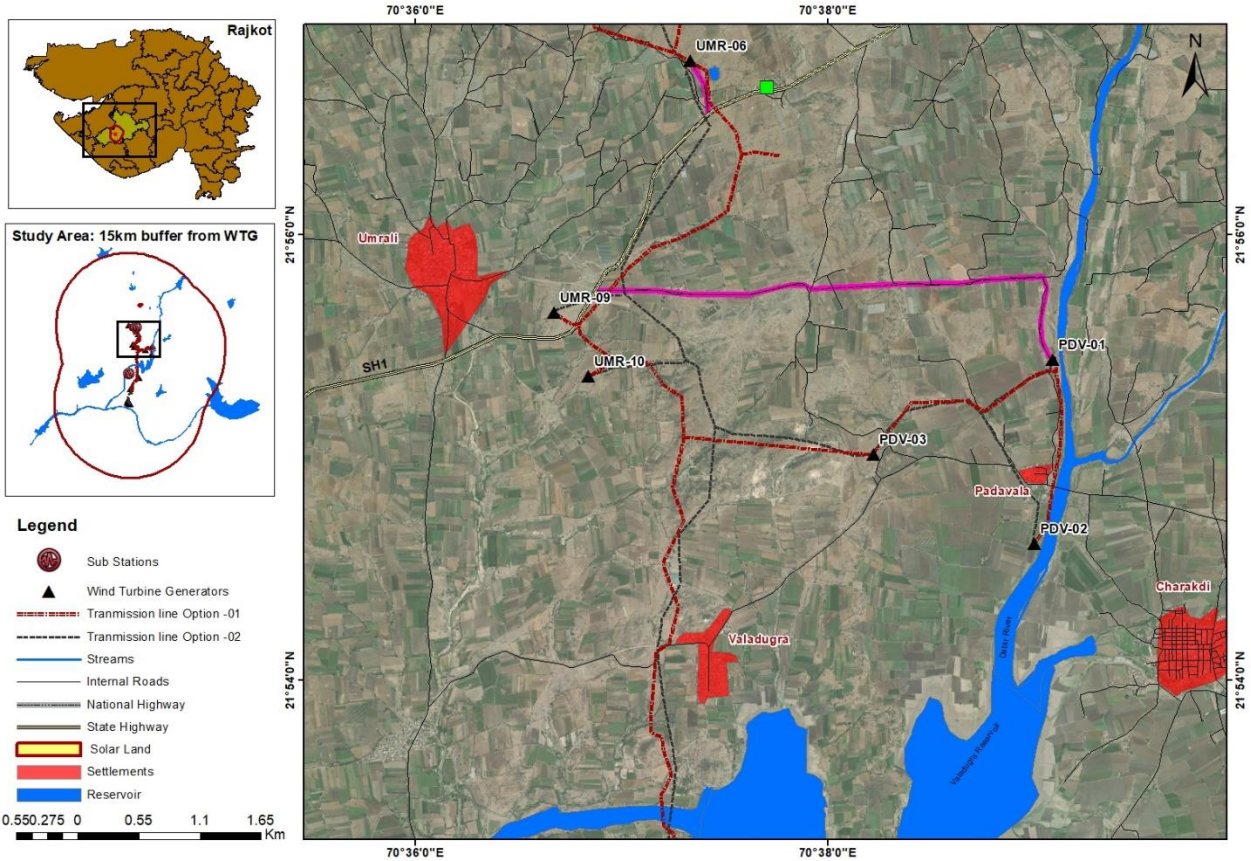 Rajkot
Study Area: 15km buffer from WTG
Legend
Sub Stations
Wind Turbine Generators
Tranmission line Option -01
Tranmission line Option -02
Streams
Internal Roads
National Highway
State Highway
Solar Land
Settlements
Reservoir
0.550.275 0 0.55 1.1 1.65
Km
70°36'0"E 70°38'0"E
N
UMR-06
21°56'0"N 21°56'0"N
Umrali
UMR-09
UMR-10
SH1
PDV-01
PDV-03
Padavala
PDV-02
Charakdi
Valadugra
21°54'0"N 21°54'0"N
Valadugra Reservoir
70°36'0"E 70°38'0"E